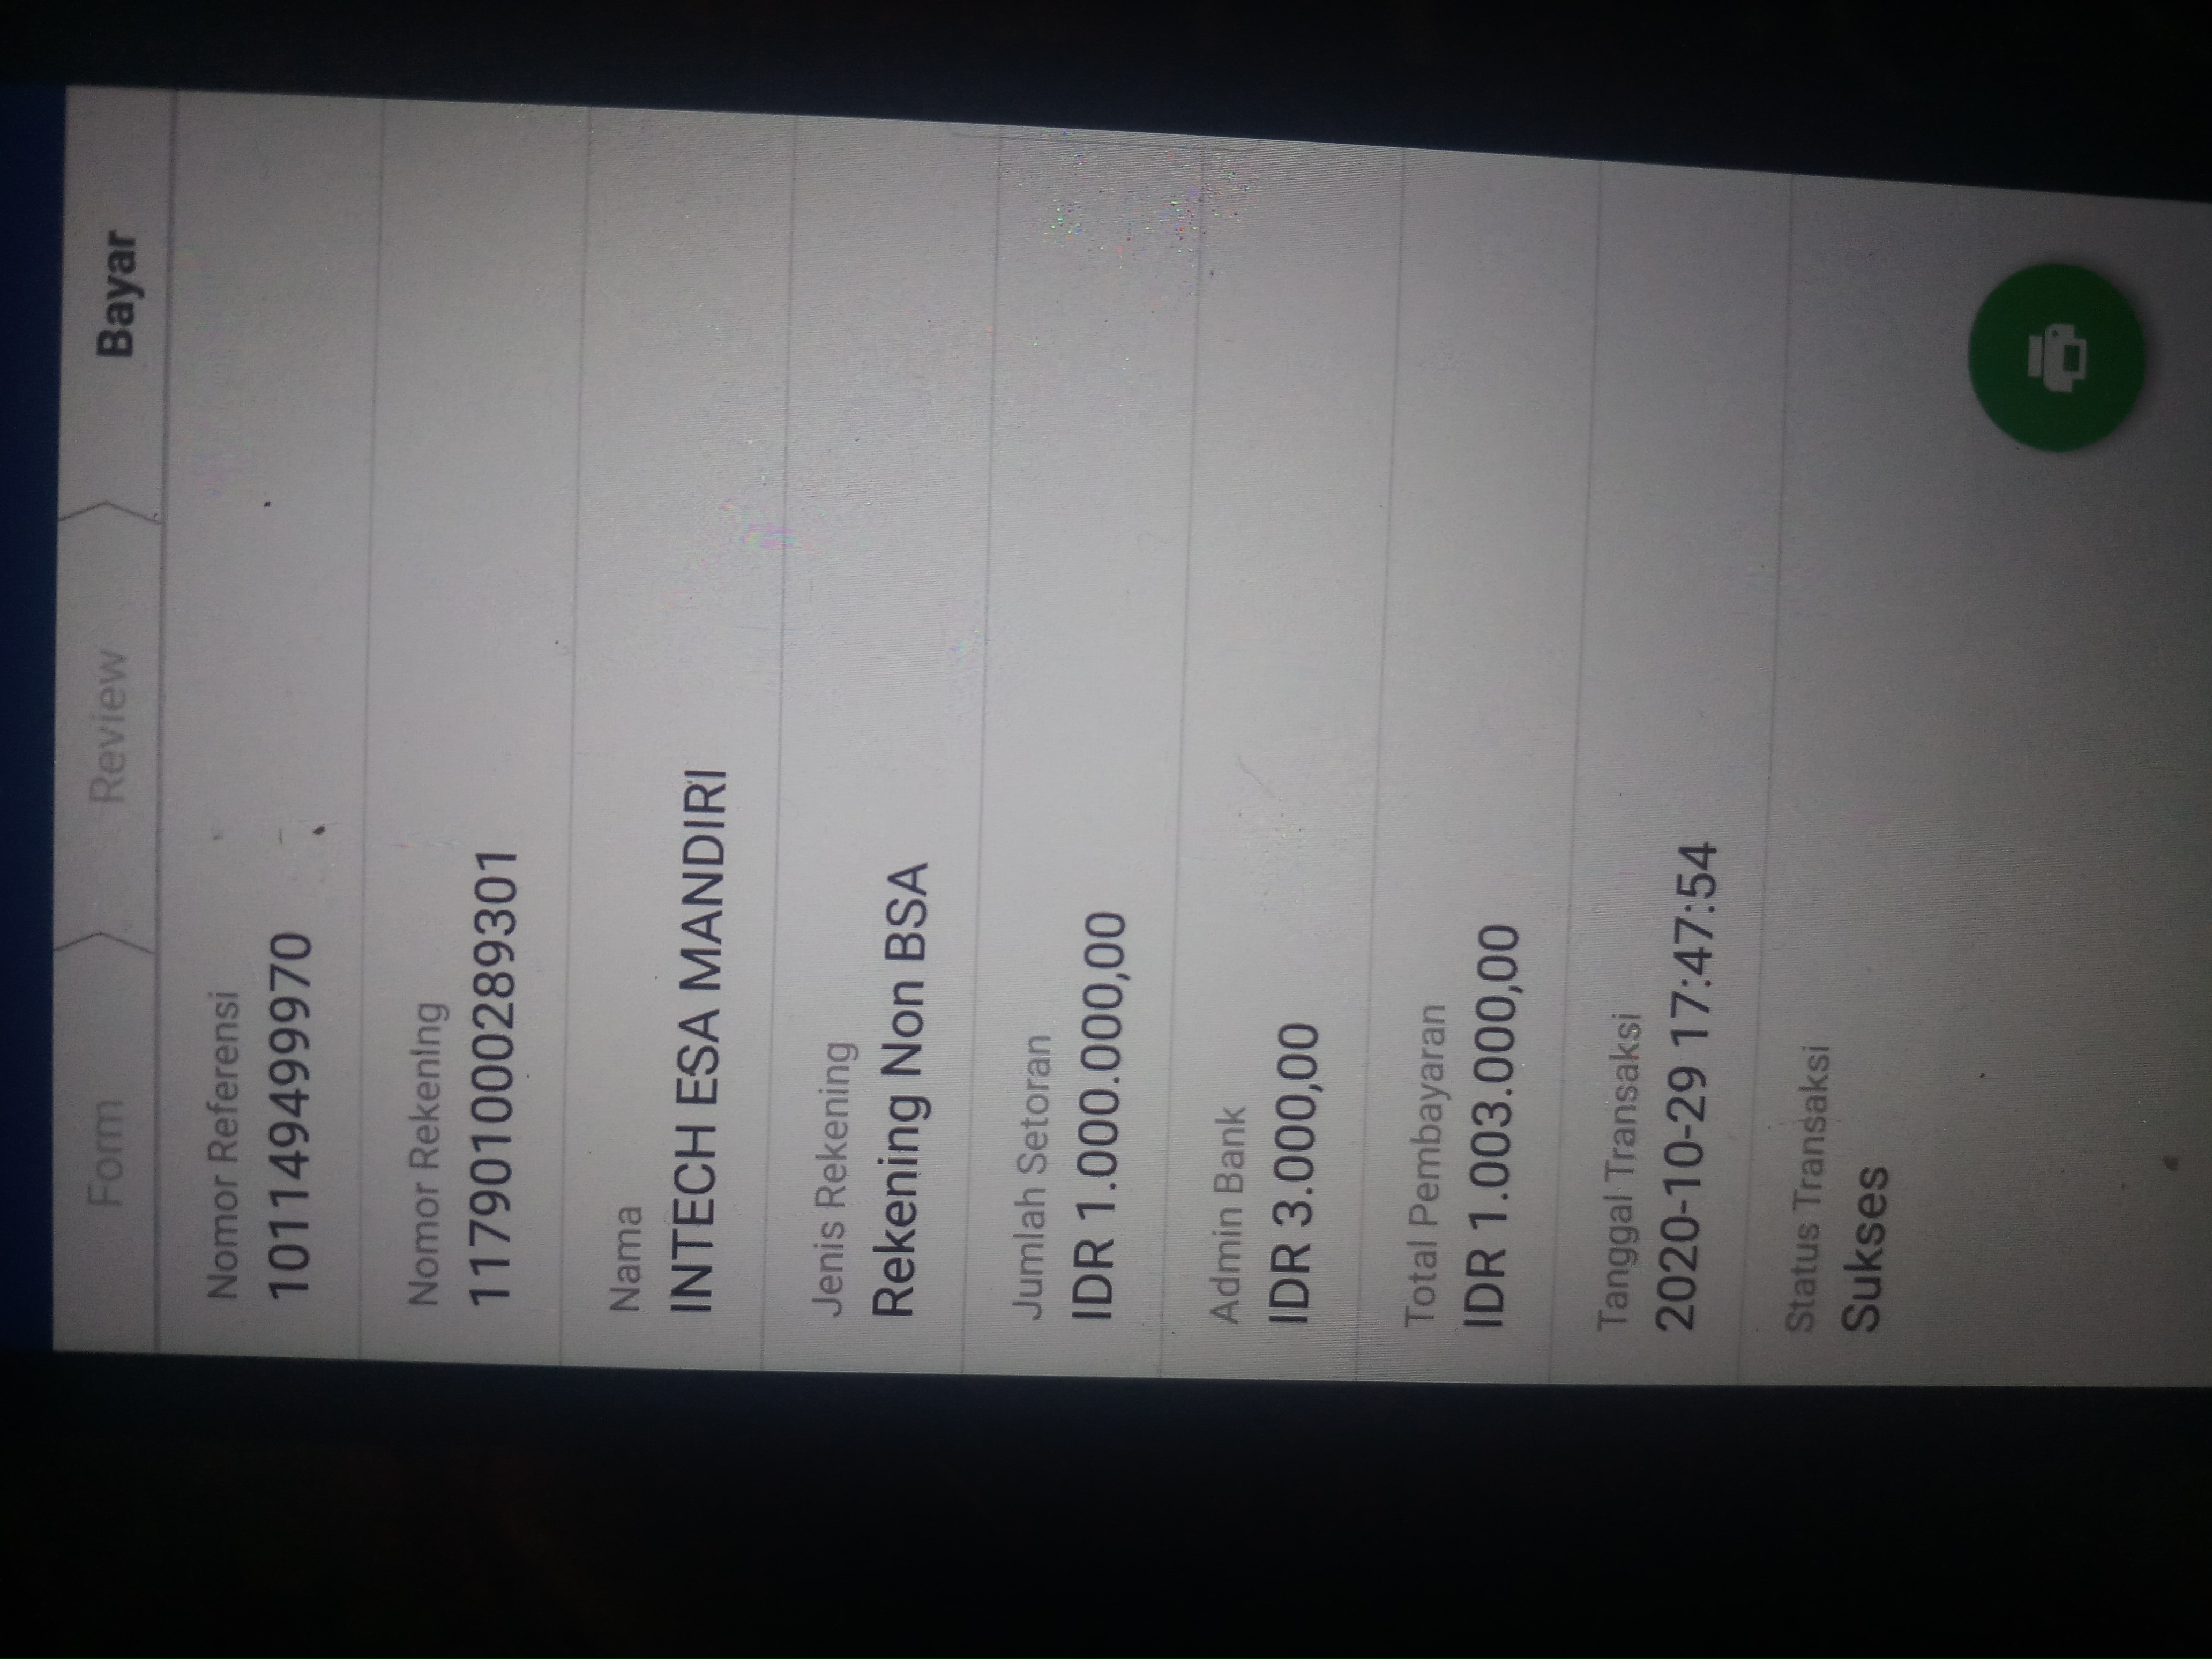 Form
Review
Bayar
Nomor Referensi
101149499970
Nomor Rekening
117901000289301
Nama
INTECH ESA MANDIRI
Jenis Rekening
Rekening Non BSA
Jumlah Setoran
IDR 1.000.000,00
Admin Bank
IDR 3.000,00
Total Pembayaran
IDR 1.003.000,00
Tanggal Transaksi
2020-10-29 17:47:54
Status Transaksi
Sukses